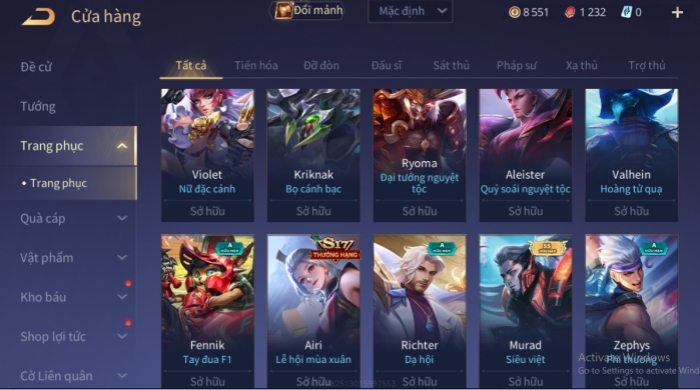 Cửa hàng
Đổi mảnh
Mặc định
8 551
1 232
0
Đề cử
Tướng
Trang phục
Trang phục
Quà cáp
Vật phẩm
Kho báu
Shop lợi tức
Cờ Liên quân
Tất cả Tiến hóa Đỡ đòn Đấu sĩ Sát thủ Pháp sư Xạ thủ Trợ thủ
Violet
Nữ đặc cảnh
Sở hữu
Kriknak
Bọ cánh bạc
Sở hữu
Ryoma
Đại tướng nguyệt
tộc
Sở hữu
Aleister
Quý soái nguyệt tộc
Sở hữu
Valhein
Hoàng tử quạ
Sở hữu
A
Fennik
Tay đua F1
Sở hữu
S17
THƯỞNG HẠNG
Airi
Lễ hội mùa xuân
Sở hữu
A
Richter
Dạ hội
Sở hữu
Murad
Siêu việt
Sở hữu
A
Zephys
Phi thường
Sở hữu
Activate Windows
Go to Settings to activate Wind